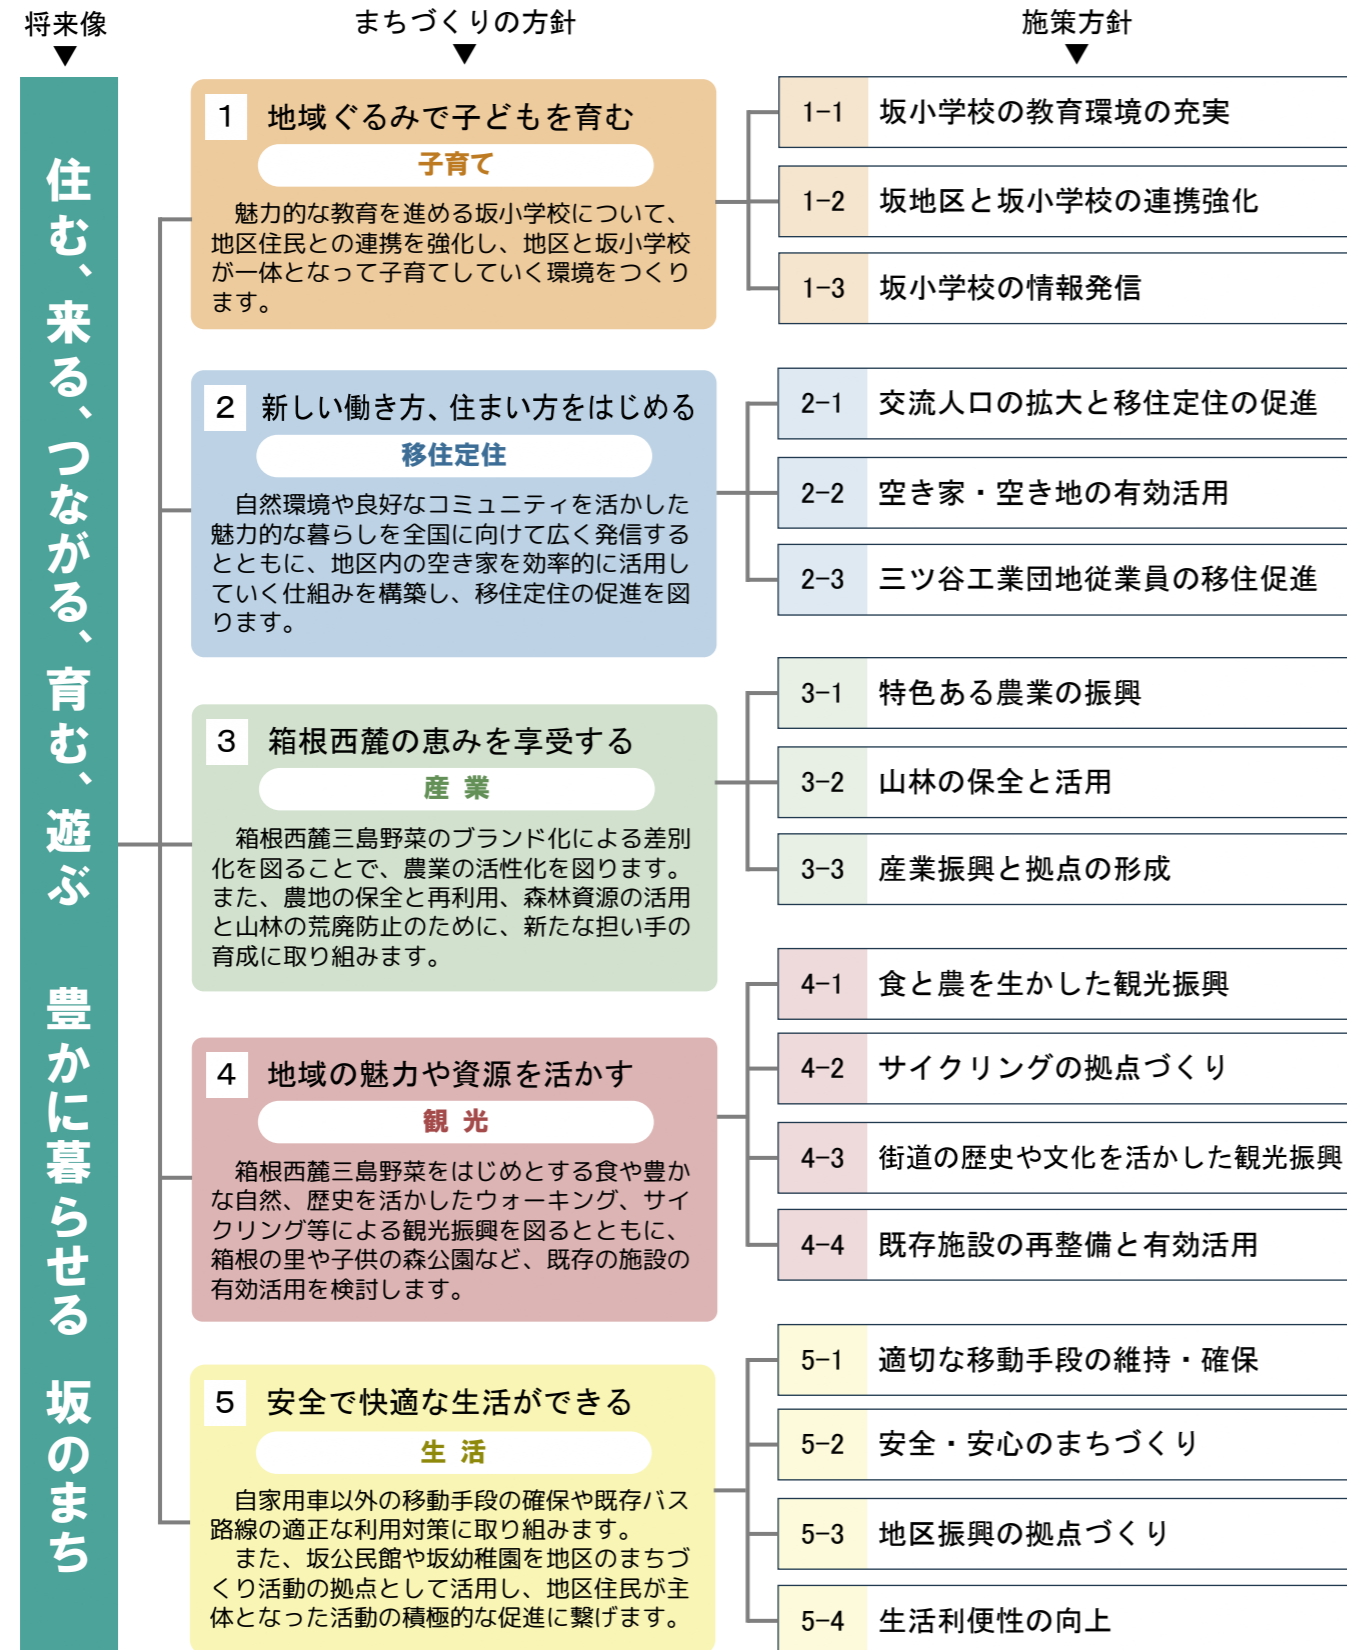 将来像
まちづくりの方針
施策方針
▼
▼
▼
住む、来る、つながる、育む、遊ぶ　豊かに暮らせる　坂のまち
1 地域ぐるみで子どもを育む
子育て
魅力的な教育を進める坂小学校について、
地区住民との連携を強化し、地区と坂小学校
が一体となって子育てしていく環境をつくり
ます。
1-1 坂小学校の教育環境の充実
1-2 坂地区と坂小学校の連携強化
1-3 坂小学校の情報発信
2 新しい働き方、住まい方をはじめる
移住定住
自然環境や良好なコミュニティを活かした
魅力的な暮らしを全国に向けて広く発信する
とともに、地区内の空き家を効率的に活用し
ていく仕組みを構築し、移住定住の促進を図
ります。
2-1 交流人口の拡大と移住定住の促進
2-2 空き家・空き地の有効活用
2-3 三ツ谷工業団地従業員の移住促進
3 箱根西麓の恵みを享受する
産 業
箱根西麓三島野菜のブランド化による差別
化を図ることで、農業の活性化を図ります。
また、農地の保全と再利用、森林資源の活用
と山林の荒廃防止のために、新たな担い手の
育成に取り組みます。
3-1 特色ある農業の振興
3-2 山林の保全と活用
3-3 産業振興と拠点の形成
4 地域の魅力や資源を活かす
観 光
箱根西麓三島野菜をはじめとする食や豊か
な自然、歴史を活かしたウォーキング、サイ
クリング等による観光振興を図るとともに、
箱根の里や子供の森公園など、既存の施設の
有効活用を検討します。
4-1 食と農を生かした観光振興
4-2 サイクリングの拠点づくり
4-3 街道の歴史や文化を活かした観光振興
4-4 既存施設の再整備と有効活用
5 安全で快適な生活ができる
生 活
自家用車以外の移動手段の確保や既存バス
路線の適正な利用対策に取り組みます。
また、坂公民館や坂幼稚園を地区のまちづ
くり活動の拠点として活用し、地区住民が主
体となった活動の積極的な促進に繋げます。
5-1 適切な移動手段の維持・確保
5-2 安全・安心のまちづくり
5-3 地区振興の拠点づくり
5-4 生活利便性の向上